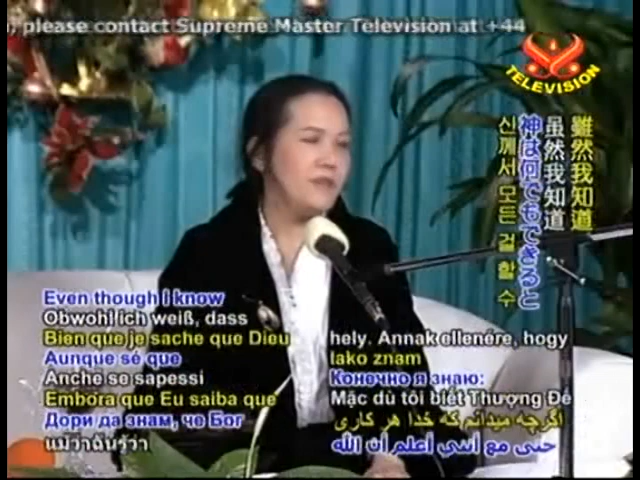 , please contact Supreme Master Television at +44
TELEVISION
雖然我知道
虽然我知道
神は何でもできると
신께서 모든 걸 할 수
Even though I know
Obwohl ich weiß, dass
Bien que je sache que Dieu
Aunque sé que
Anche se sapessi
Embora que Eu saiba que
Дори да знам, че Бог
แม้ว่าฉันรู้ว่า
hely. Annak ellenére, hogy
Iako znam
Конечно я знаю:
Mặc dù tôi biết Thượng Đế
اگرچه میدانم که خدا هر کاری
حتى مع أنني أعلم أن الله